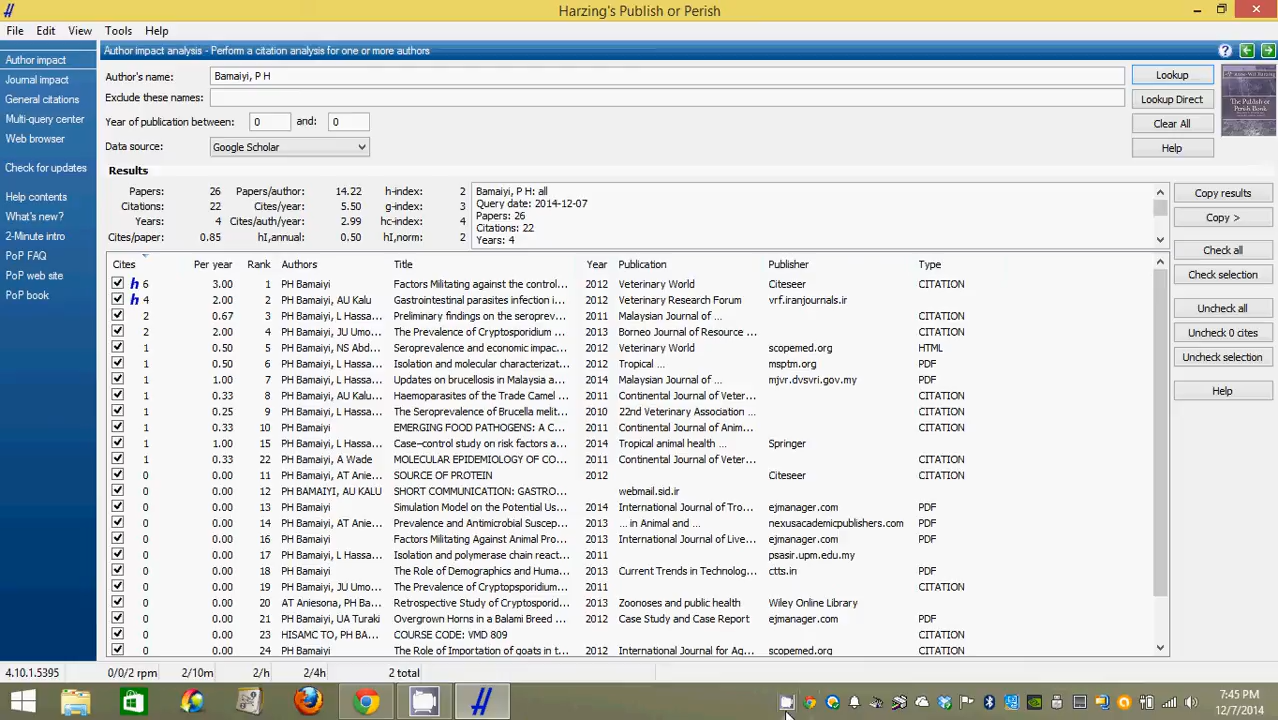 Harzing's Publish or Perish
File Edit View Tools Help
Author impact
Journal impact
General citations
Multi-query center
Web browser
Check for updates
Help contents
What's new?
2-Minute intro
PoP FAQ
PoP web site
PoP book
Author impact analysis - Perform a citation analysis for one or more authors
Author's name: Bamaiyi, P H Lookup
Exclude these names: Lookup Direct
Year of publication between: 0 and: 0 Clear All
Data source: Google Scholar Help
The Publish or Perish Book
Results
Papers: 26 Papers/author: 14.22 h-index: 2
Citations: 22 Cites/year: 5.50 g-index: 3
Years: 4 Cites/auth/year: 2.99 hc-index: 4
Cites/paper: 0.85 hI,annual: 0.50 hI,norm: 2
Bamaiyi, P H: all
Query date: 2014-12-07
Papers: 26
Citations: 22
Years: 4
Copy results
Copy >
Check all
Check selection
Uncheck all
Uncheck 0 cites
Uncheck selection
Help
Cites Per year Rank Authors Title Year Publication Publisher Type
h 6 3.00 1 PH Bamaiyi Factors Militating against the control... 2012 Veterinary World Citeseer CITATION
h 4 2.00 2 PH Bamaiyi, AU Kalu Gastrointestinal parasites infection i... 2012 Veterinary Research Forum vrf.iranjournals.ir
2 0.67 3 PH Bamaiyi, L Hassa... Preliminary findings on the seroprev... 2011 Malaysian Journal of ... CITATION
2 2.00 4 PH Bamaiyi, JU Umo... The Prevalence of Cryptosporidium ... 2013 Borneo Journal of Resource ... CITATION
1 0.50 5 PH Bamaiyi, NS Abd... Seroprevalence and economic impac... 2012 Veterinary World scopemed.org HTML
1 0.50 6 PH Bamaiyi, L Hassa... Isolation and molecular characterizat... 2012 Tropical ... msptm.org PDF
1 1.00 7 PH Bamaiyi, L Hassa... Updates on brucellosis in Malaysia a... 2014 Malaysian Journal of ... mjvr.dvsvri.gov.my PDF
1 0.33 8 PH Bamaiyi, AU Kalu... Haemoparasites of the Trade Camel ... 2011 Continental Journal of Veter... CITATION
1 0.25 9 PH Bamaiyi, L Hassa... The Seroprevalence of Brucella melit... 2010 22nd Veterinary Association ... CITATION
1 0.33 10 PH Bamaiyi EMERGING FOOD PATHOGENS: A C... 2011 Continental Journal of Anim... CITATION
1 1.00 15 PH Bamaiyi, L Hassa... Case–control study on risk factors a... 2014 Tropical animal health ... Springer
1 0.33 22 PH Bamaiyi, A Wade MOLECULAR EPIDEMIOLOGY OF CO... 2011 Continental Journal of Veter... CITATION
0 0.00 11 PH Bamaiyi, AT Anie... SOURCE OF PROTEIN 2012 Citeseer CITATION
0 0.00 12 PH BAMAIYI, AU KALU SHORT COMMUNICATION: GASTRO... webmail.sid.ir
0 0.00 13 PH Bamaiyi Simulation Model on the Potential Us... 2014 International Journal of Tro... ejmanager.com PDF
0 0.00 14 PH Bamaiyi, AT Anie... Prevalence and Antimicrobial Suscep... 2013 ... in Animal and ... nexusacademicpublishers.com PDF
0 0.00 16 PH Bamaiyi Factors Militating Against Animal Pro... 2013 International Journal of Live... ejmanager.com PDF
0 0.00 17 PH Bamaiyi, L Hassa... Isolation and polymerase chain react... 2011 psasir.upm.edu.my
0 0.00 18 PH Bamaiyi The Role of Demographics and Huma... 2013 Current Trends in Technolog... ctts.in PDF
0 0.00 19 PH Bamaiyi, JU Umo... The Prevalence of Cryptopsporidium... 2011 CITATION
0 0.00 20 AT Aniesona, PH Ba... Retrospective Study of Cryptosporid... 2013 Zoonoses and public health Wiley Online Library
0 0.00 21 PH Bamaiyi, UA Turaki Overgrown Horns in a Balami Breed ... 2013 Case Study and Case Report ejmanager.com PDF
0 0.00 23 HISAMC TO, PH BA... COURSE CODE: VMD 809 CITATION
0 0.00 24 PH Bamaiyi The Role of Importation of goats in t... 2012 International Journal for Ag... scopemed.org PDF
4.10.1.5395 0/0/2 rpm 2/10m 2/h 2/4h 2 total
7:45 PM
12/7/2014